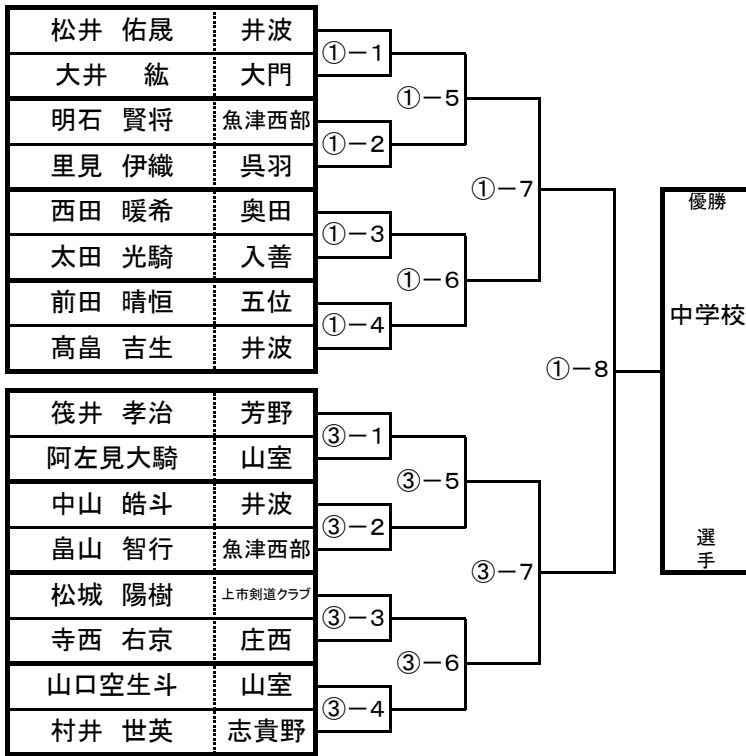 松井 佑晟 井波
大井 紘 大門
明石 賢将 魚津西部
里見 伊織 呉羽
西田 暖希 奥田
太田 光騎 入善
前田 晴恒 五位
髙畠 吉生 井波
①－1
①－2
①－3
①－4
①－5
①－6
①－7
①－8
筏井 孝治 芳野
阿左見大騎 山室
中山 皓斗 井波
畠山 智行 魚津西部
松城 陽樹 上市剣道クラブ
寺西 右京 庄西
山口空生斗 山室
村井 世英 志貴野
③－1
③－2
③－3
③－4
③－5
③－6
③－7
優勝
中学校
選手